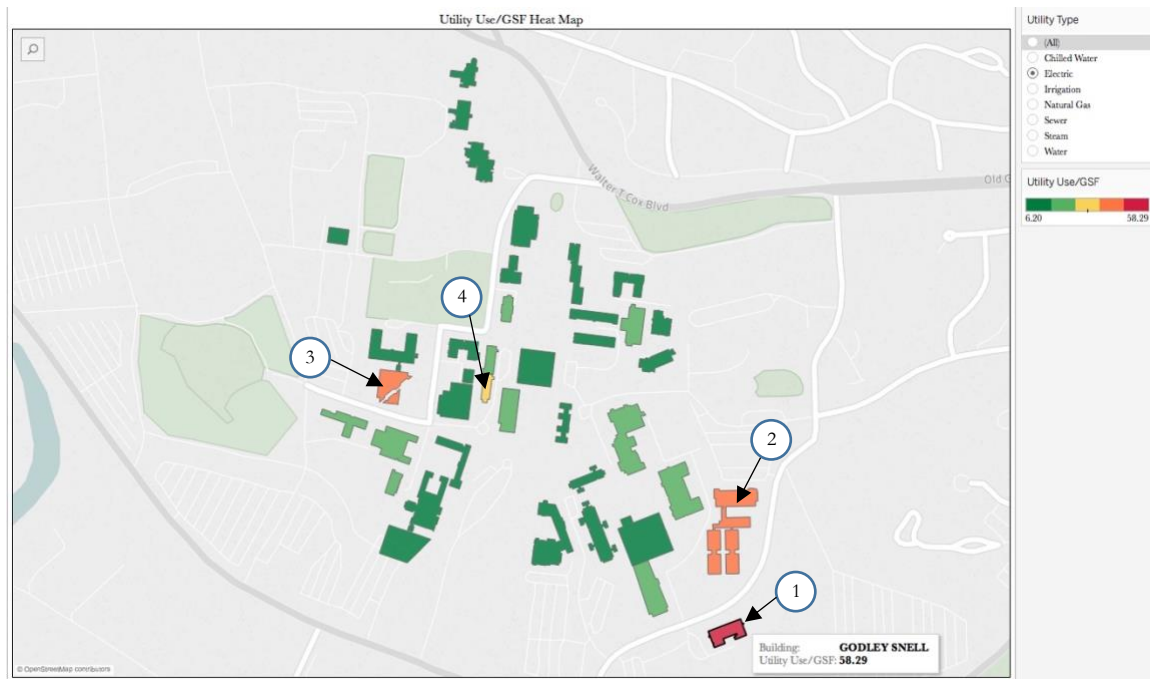 Utility Use/GSF Heat Map
Walter T Cox Blvd
Old G
4
3
2
1
Building: GODLEY SNELL
Utility Use/GSF: 58.29
© OpenStreetMap contributors
Utility Type
(All)
Chilled Water
Electric
Irrigation
Natural Gas
Sewer
Steam
Water
Utility Use/GSF
6.20 58.29